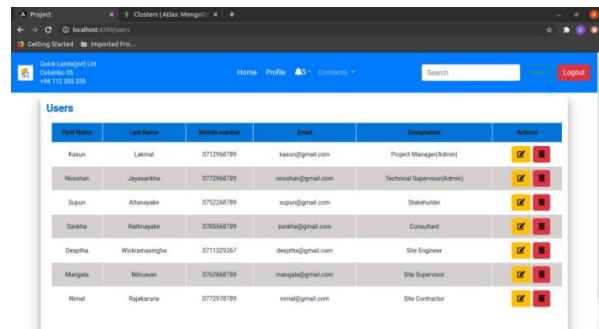 Project
Clusters | Atlas: MongoDB
localhost:4200/users
Getting Started Imported Fro...
Quick Lands(pvt) Ltd
Colombo 05
+94 112 355 355
Home Profile 5 Contacts Search Search Logout
Users
First Name Last Name Mobile number Email Designation Actions
Kasun Lakmal 0712968789 kasun@gmail.com Project Manager(Admin)
Niroshan Jayasankha 0772968789 niroshan@gmail.com Technical Supervisor(Admin)
Supun Attanayake 0752268789 supun@gmail.com Stakeholder
Sankha Rathnayake 0785568789 sankha@gmail.com Consultant
Deeptha Wickramasingha 0711329267 deeptha@gmail.com Site Engineer
Mangala Nilnuwan 0762868789 mangala@gmail.com Site Supervisor
Nimal Rajakaruna 0772978789 nimal@gmail.com Site Contractor